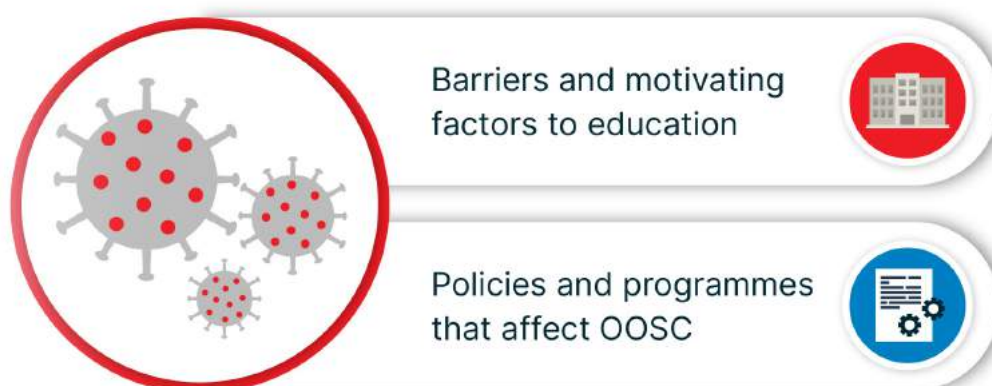 Barriers and motivating
factors to education
Policies and programmes
that affect OOSC